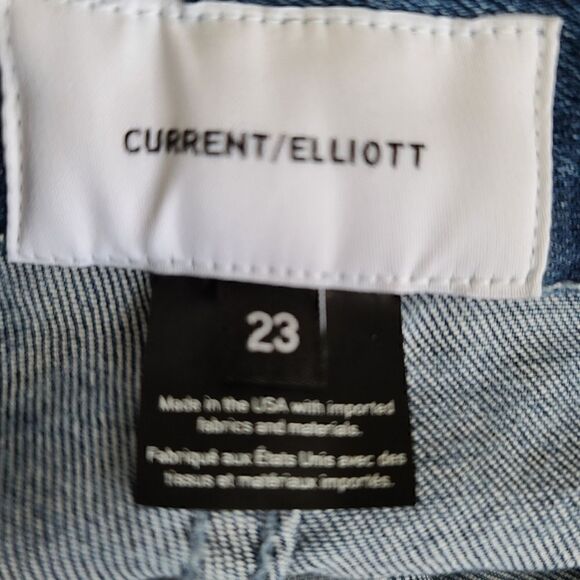 CURRENT/ELLIOTT
23
Made in the USA with imported
fabrics and materials.
Fabriqué aux États Unis avec des
tissus et matériaux importés.